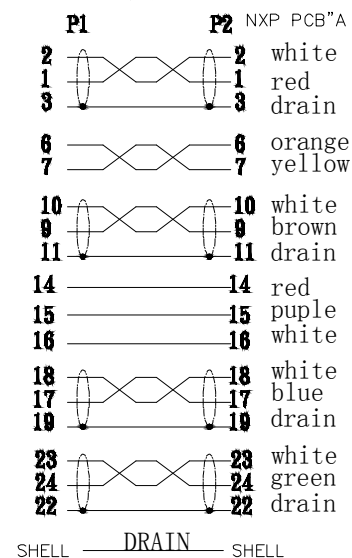 P1 P2 NXP PCB"A
2 2 white
1 1 red
3 3 drain
6 6 orange
7 7 yellow
10 10 white
9 9 brown
11 11 drain
14 14 red
15 15 puple
16 16 white
18 18 white
17 17 blue
19 19 drain
23 23 white
24 24 green
22 22 drain
SHELL DRAIN SHELL